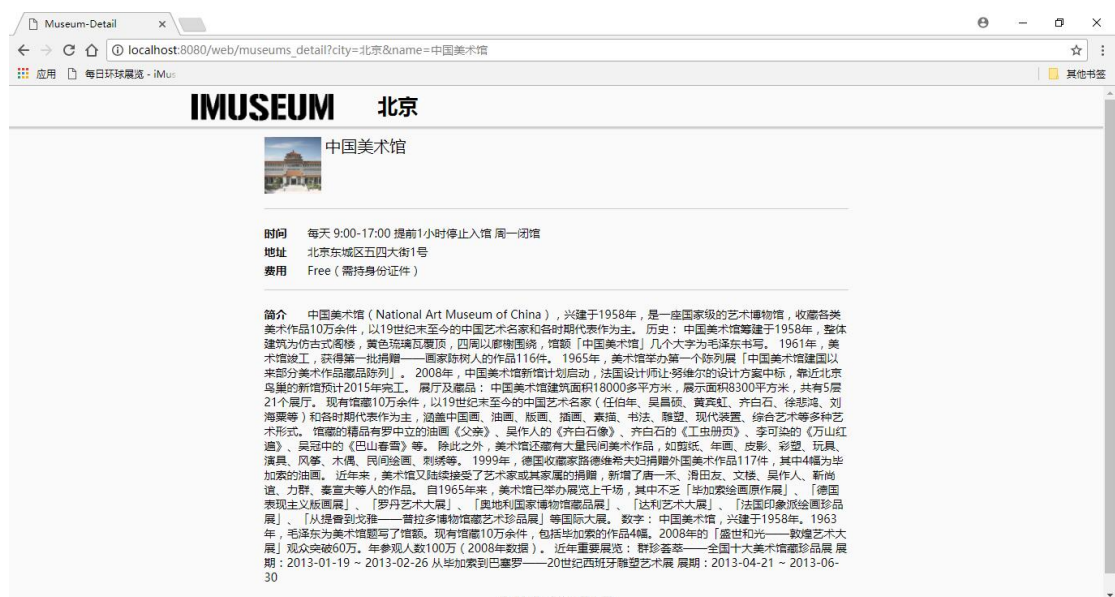 Museum-Detail
localhost:8080/web/museums_detail?city=北京&name=中国美术馆
应用 每日环球展览 - iMus 其他书签
IMUSEUM 北京
中国美术馆
时间 每天 9:00-17:00 提前1小时停止入馆 周一闭馆
地址 北京东城区五四大街1号
费用 Free（需持身份证件）
简介 中国美术馆（National Art Museum of China），兴建于1958年，是一座国家级的艺术博物馆，收藏各类
美术作品10万余件，以19世纪末至今的中国艺术名家和各时期代表作为主。 历史： 中国美术馆筹建于1958年，整体
建筑为仿古式阁楼，黄色琉璃瓦覆顶，四周以廊榭围绕，馆额「中国美术馆」几个大字为毛泽东书写。 1961年，美
术馆竣工，获得第一批捐赠——画家陈树人的作品116件。 1965年，美术馆举办第一个陈列展「中国美术馆建国以
来部分美术作品藏品陈列」。 2008年，中国美术馆新馆计划启动，法国设计师让·努维尔的设计方案中标，靠近北京
鸟巢的新馆预计2015年完工。 展厅及藏品： 中国美术馆建筑面积18000多平方米，展示面积8300平方米，共有5层
21个展厅。 现有馆藏10万余件，以19世纪末至今的中国艺术名家（任伯年、吴昌硕、黄宾虹、齐白石、徐悲鸿、刘
海粟等）和各时期代表作为主，涵盖中国画、油画、版画、插画、素描、书法、雕塑、现代装置、综合艺术等多种艺
术形式。 馆藏的精品有罗中立的油画《父亲》、吴作人的《齐白石像》、齐白石的《工虫册页》、李可染的《万山红
遍》、吴冠中的《巴山春雪》等。 除此之外，美术馆还藏有大量民间美术作品，如剪纸、年画、皮影、彩塑、玩具、
演具、风筝、木偶、民间绘画、刺绣等。 1999年，德国收藏家路德维希夫妇捐赠外国美术作品117件，其中4幅为毕
加索的油画。 近年来，美术馆又陆续接受了艺术家或其家属的捐赠，新增了唐一禾、滑田友、文楼、吴作人、靳尚
谊、力群、秦宣夫等人的作品。 自1965年来，美术馆已举办展览上千场，其中不乏「毕加索绘画原作展」、「德国
表现主义版画展」、「罗丹艺术大展」、「奥地利国家博物馆藏品展」、「达利艺术大展」、「法国印象派绘画珍品
展」、「从提香到戈雅——普拉多博物馆藏艺术珍品展」等国际大展。 数字： 中国美术馆，兴建于1958年。1963
年，毛泽东为美术馆题写了馆额。现有馆藏10万余件，包括毕加索的作品4幅。2008年的「盛世和光——敦煌艺术大
展」观众突破60万。年参观人数100万（2008年数据）。 近年重要展览： 群珍荟萃——全国十大美术馆藏珍品展 展
期：2013-01-19 ~ 2013-02-26 从毕加索到巴塞罗——20世纪西班牙雕塑艺术展 展期：2013-04-21 ~ 2013-06-
30